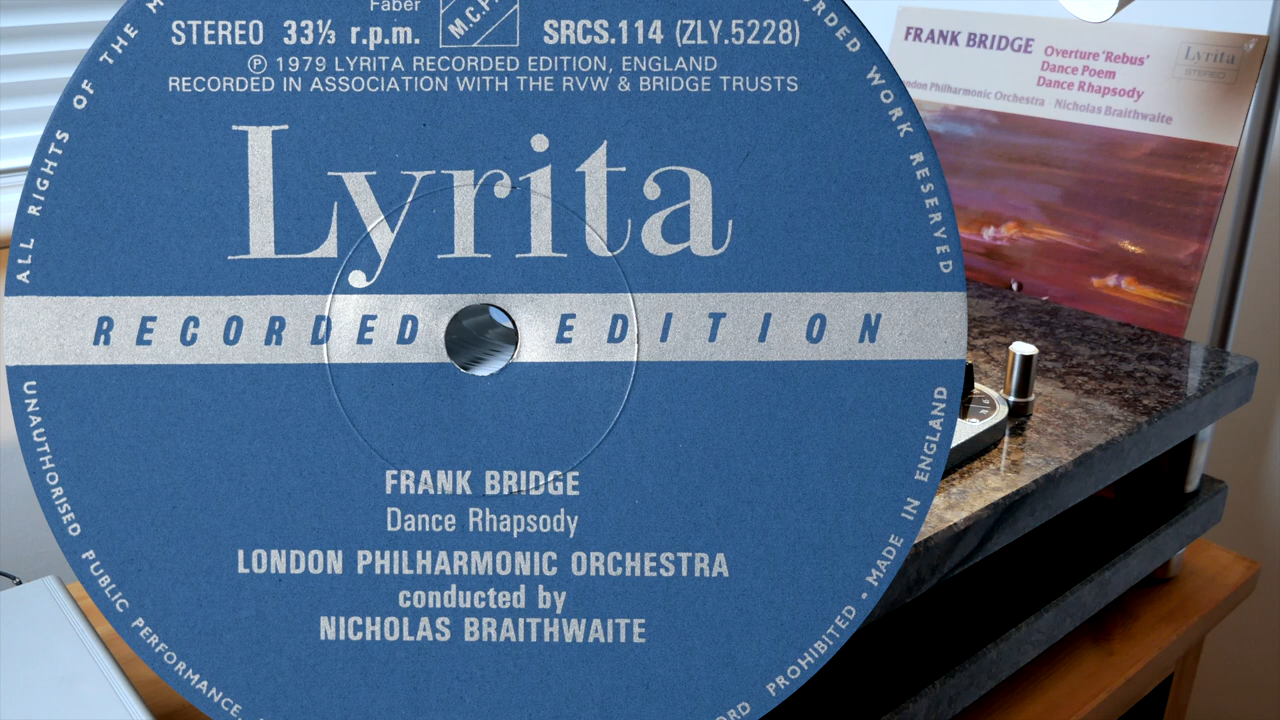 Faber
STEREO 33⅓ r.p.m. M.C.P.S. SRCS.114 (ZLY.5228)
Ⓟ 1979 LYRITA RECORDED EDITION, ENGLAND
RECORDED IN ASSOCIATION WITH THE RVW & BRIDGE TRUSTS
Lyrita
RECORDED EDITION
FRANK BRIDGE
Dance Rhapsody
LONDON PHILHARMONIC ORCHESTRA
conducted by
NICHOLAS BRAITHWAITE
ALL RIGHTS OF THE
WORK RESERVED
UNAUTHORISED PUBLIC PERFORMANCE,
PROHIBITED • MADE IN ENGLAND
FRANK BRIDGE
Overture 'Rebus'
Dance Poem
Dance Rhapsody
Lyrita
STEREO
London Philharmonic Orchestra · Nicholas Braithwaite